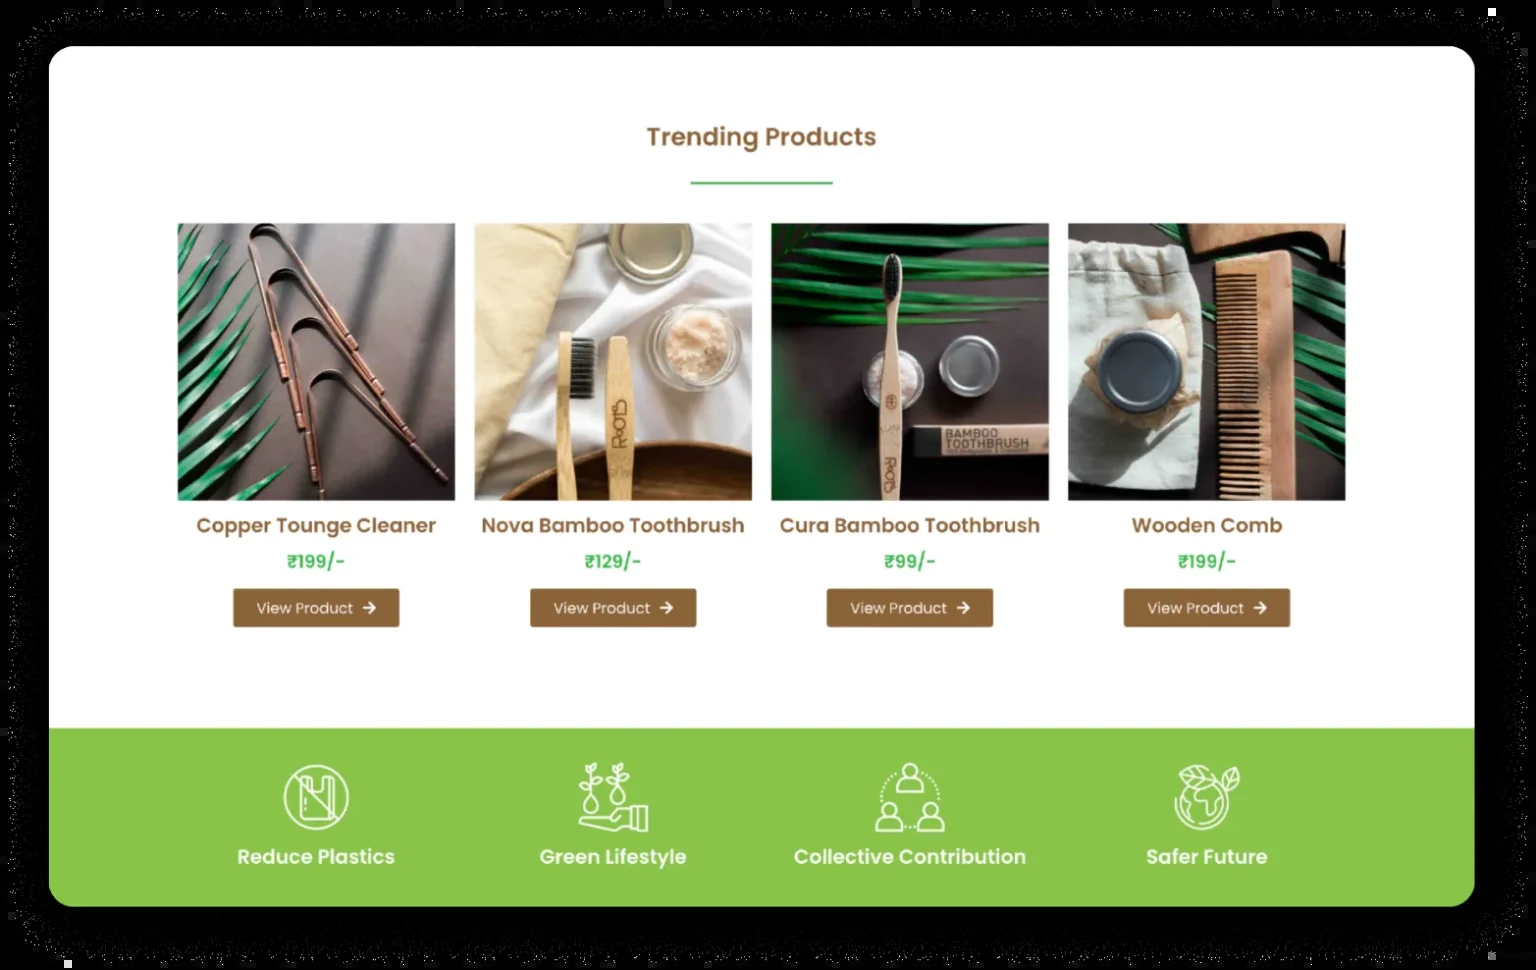 Trending Products
ROOTS
BAMBOO
TOOTHBRUSH
ROOTS
Copper Tounge Cleaner
Nova Bamboo Toothbrush
Cura Bamboo Toothbrush
Wooden Comb
₹199/-
₹129/-
₹99/-
₹199/-
View Product
View Product
View Product
View Product
Reduce Plastics
Green Lifestyle
Collective Contribution
Safer Future